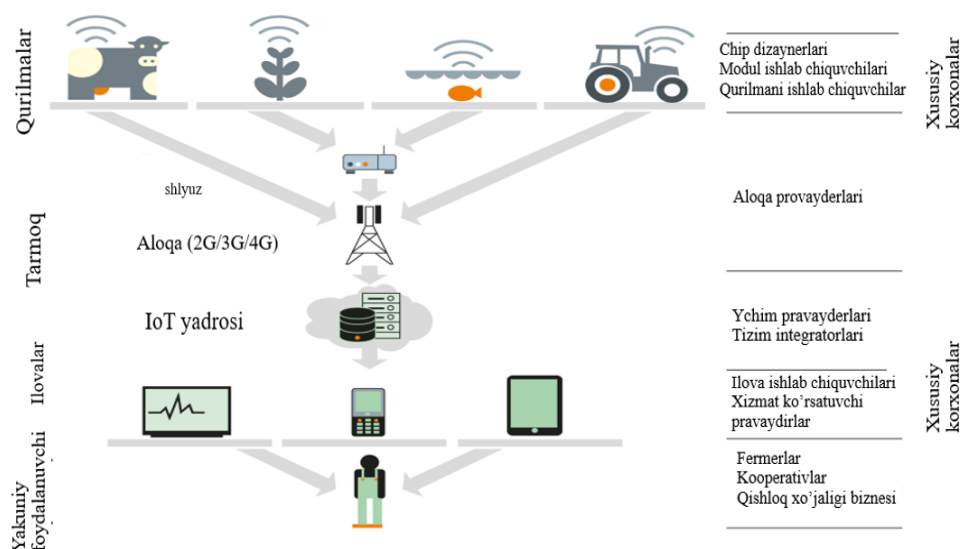 Qurilmalar
Chip dizaynerlari
Modul ishlab chiquvchilari
Qurilmani ishlab chiquvchilar
Xususiy
korxonalar
shlyuz
Tarmoq
Aloqa (2G/3G/4G)
Aloqa provayderlari
IoT yadrosi
Ychim pravayderlari
Tizim integratorlari
Ilovalar
Ilova ishlab chiquvchilari
Xizmat ko’rsatuvchi
pravaydirlar
Xususiy
korxonalar
Yakuniy
foydalanuvchi
Fermerlar
Kooperativlar
Qishloq xo’jaligi biznesi